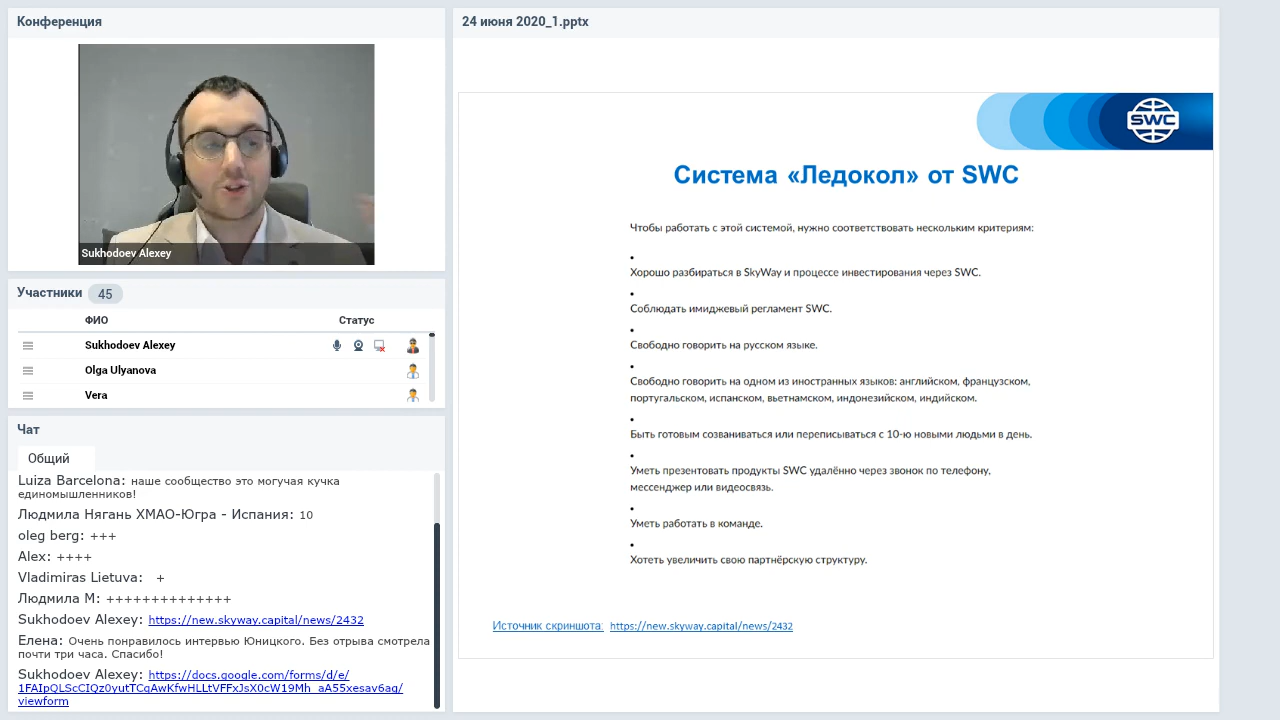 Конференция
Sukhodoev Alexey
Участники 45
ФИО Статус
Sukhodoev Alexey
Olga Ulyanova
Vera
Чат
Общий
Luiza Barcelona: наше сообщество это могучая кучка
единомышленников!
Людмила Нягань ХМАО-Югра - Испания: 10
oleg berg: +++
Alex: ++++
Vladimiras Lietuva: +
Людмила М: ++++++++++++++
Sukhodoev Alexey: https://new.skyway.capital/news/2432
Елена: Очень понравилось интервью Юницкого. Без отрыва смотрела
почти три часа. Спасибо!
Sukhodoev Alexey: https://docs.google.com/forms/d/e/
1FAIpQLScCIQz0yutTCqAwKfwHLLtVFFxJsX0cW19Mh_aA55xesav6ag/
viewform
24 июня 2020_1.pptx
SWC
Система «Ледокол» от SWC
Чтобы работать с этой системой, нужно соответствовать нескольким критериям:
•
Хорошо разбираться в SkyWay и процессе инвестирования через SWC.
•
Соблюдать имиджевый регламент SWC.
•
Свободно говорить на русском языке.
•
Свободно говорить на одном из иностранных языков: английском, французском,
португальском, испанском, вьетнамском, индонезийском, индийском.
•
Быть готовым созваниваться или переписываться с 10-ю новыми людьми в день.
•
Уметь презентовать продукты SWC удалённо через звонок по телефону,
мессенджер или видеосвязь.
•
Уметь работать в команде.
•
Хотеть увеличить свою партнёрскую структуру.
Источник скриншота: https://new.skyway.capital/news/2432